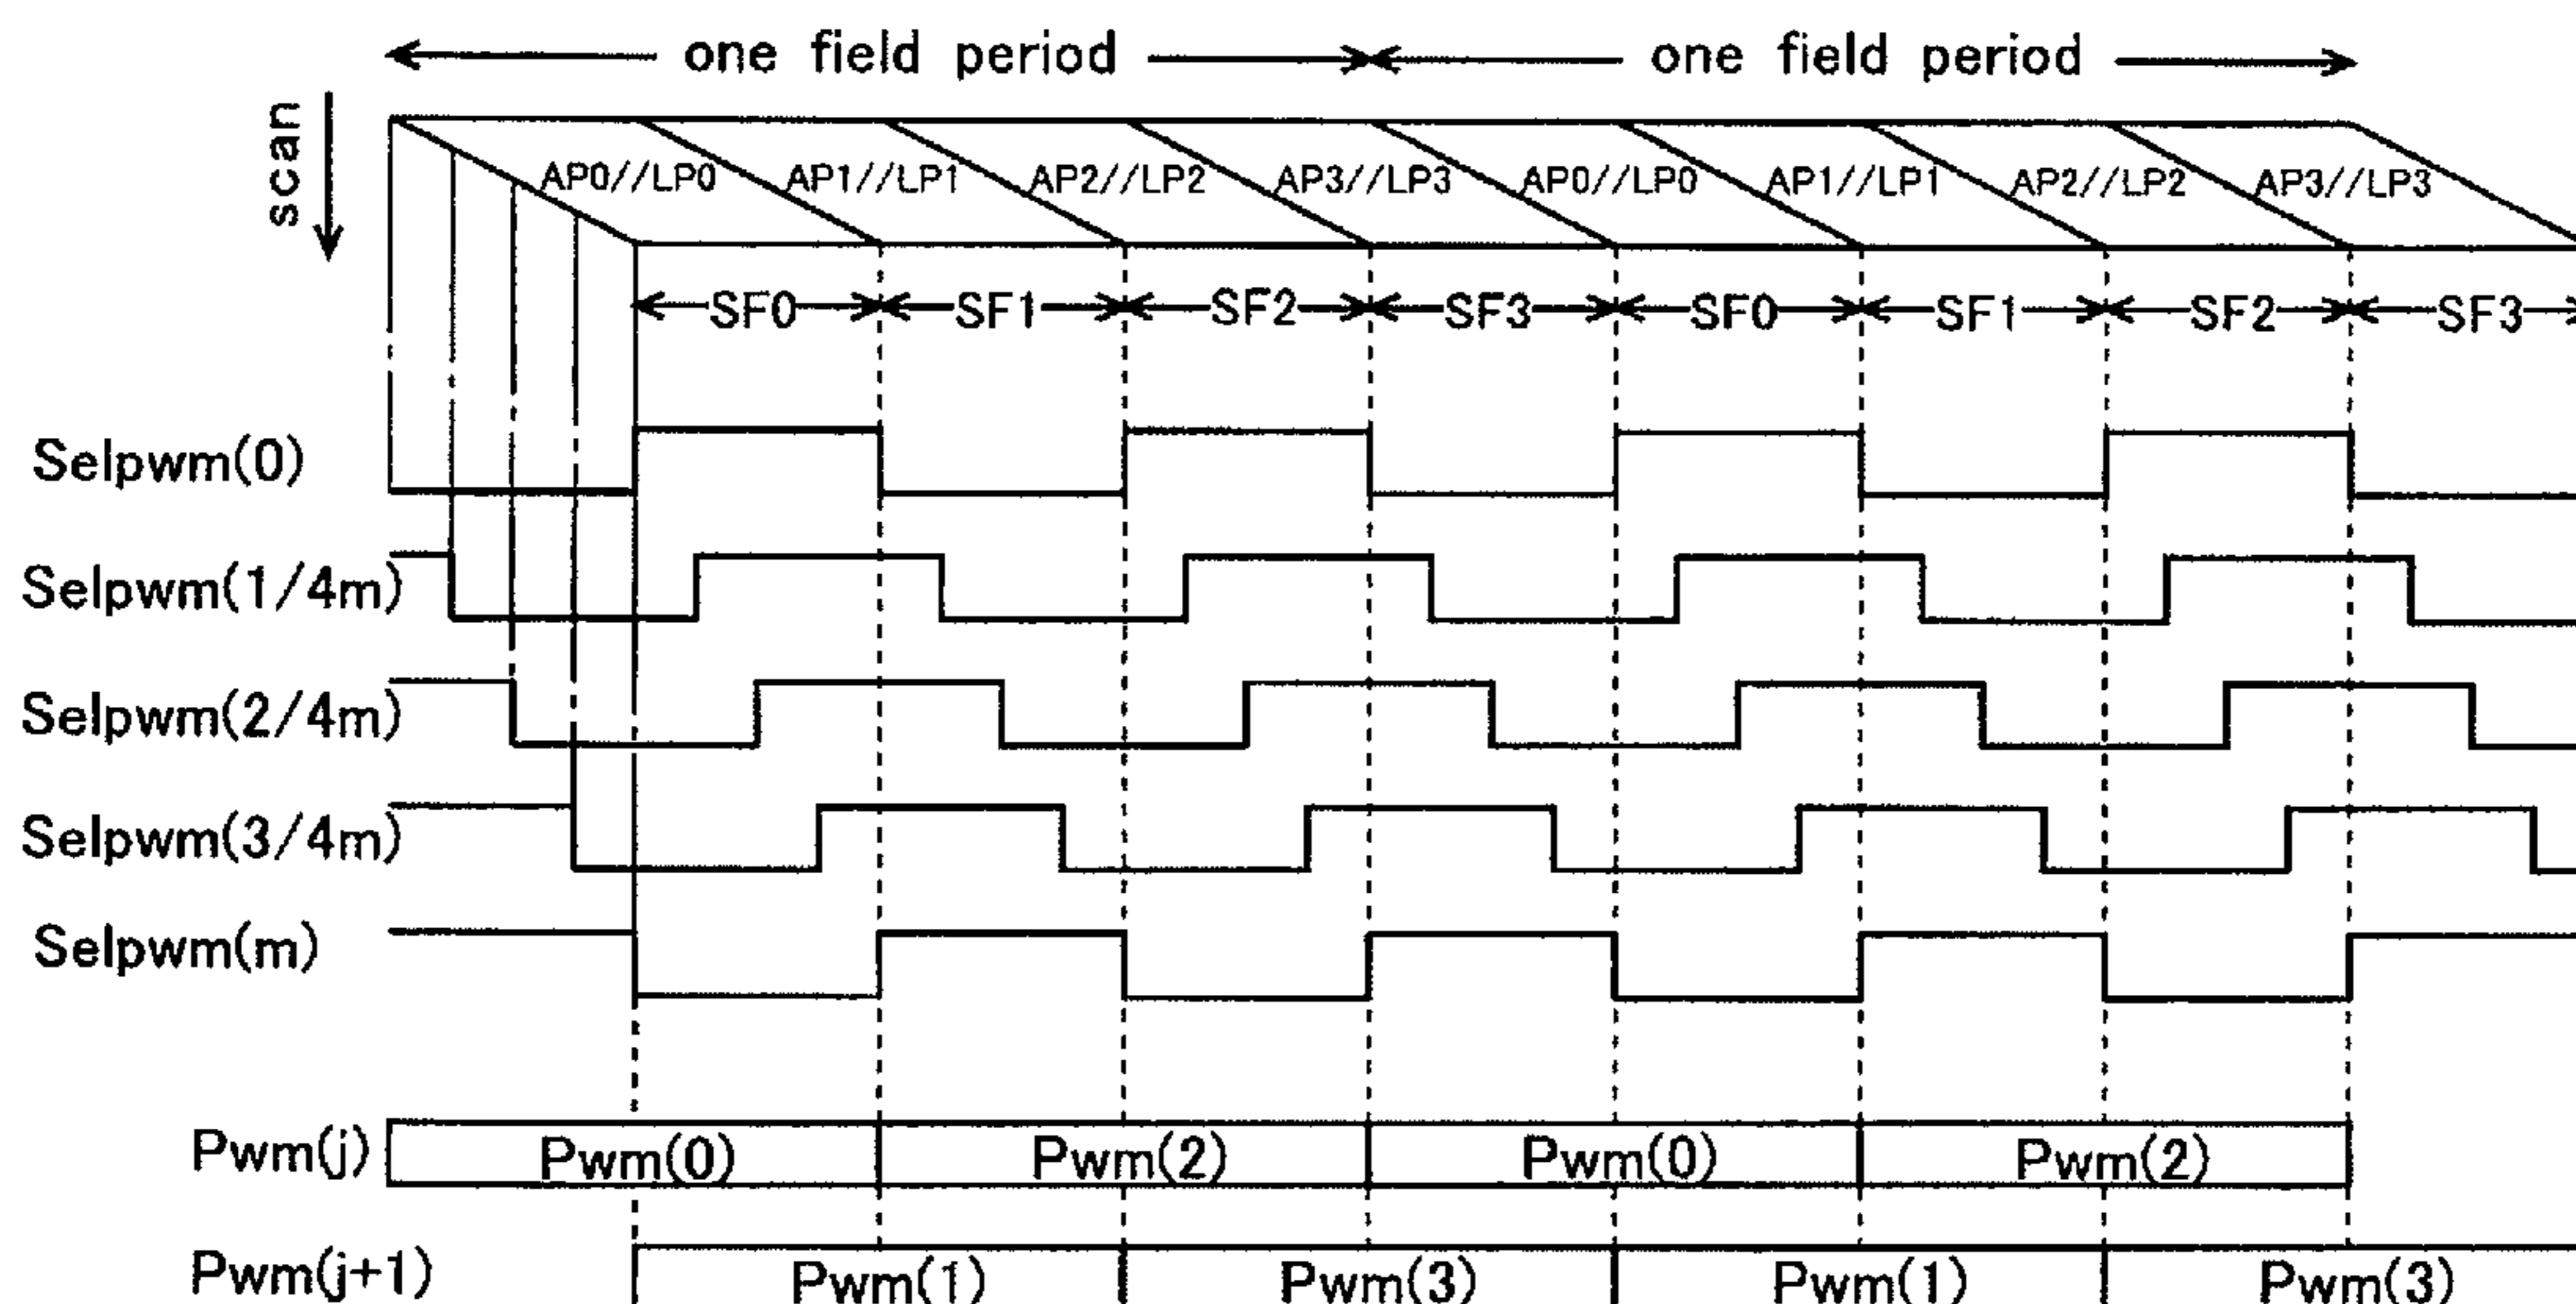 one field period one field period
scan
AP0//LP0 AP1//LP1 AP2//LP2 AP3//LP3 AP0//LP0 AP1//LP1 AP2//LP2 AP3//LP3
SF0 SF1 SF2 SF3 SF0 SF1 SF2 SF3
Selpwm(0)
Selpwm(1/4m)
Selpwm(2/4m)
Selpwm(3/4m)
Selpwm(m)
Pwm(j) Pwm(0) Pwm(2) Pwm(0) Pwm(2)
Pwm(j+1) Pwm(1) Pwm(3) Pwm(1) Pwm(3)